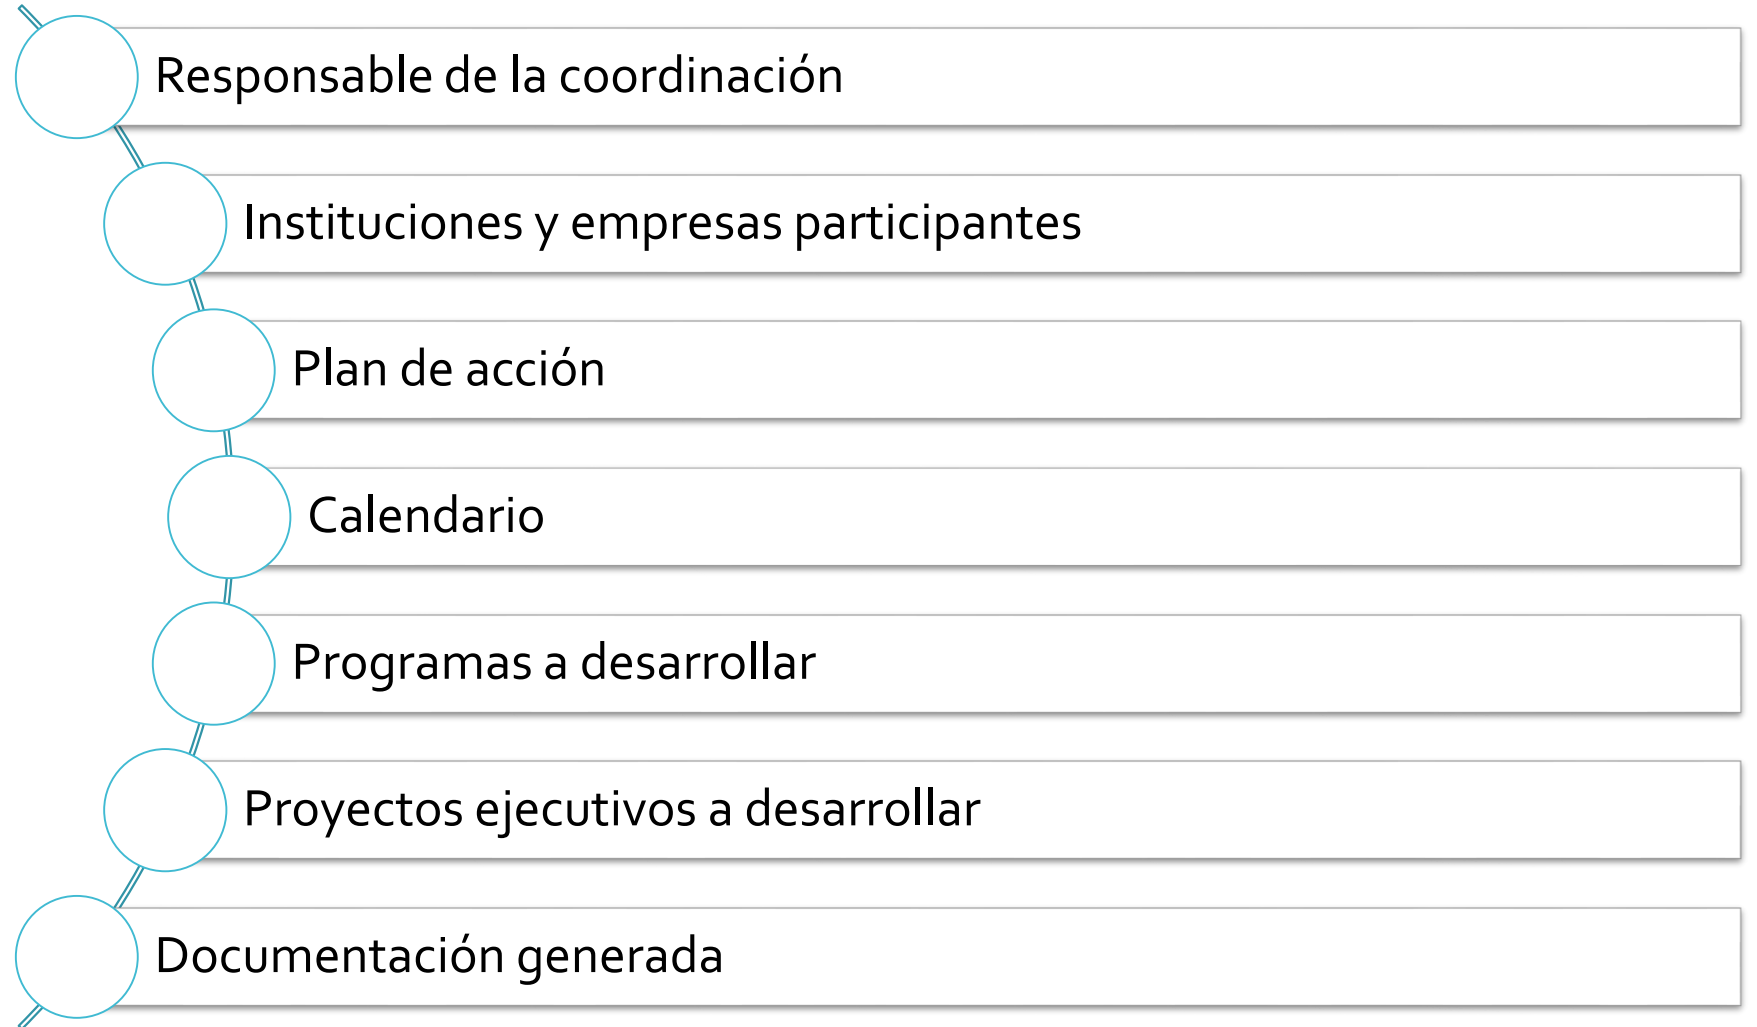 Responsable de la coordinación
Instituciones y empresas participantes
Plan de acción
Calendario
Programas a desarrollar
Proyectos ejecutivos a desarrollar
Documentación generada